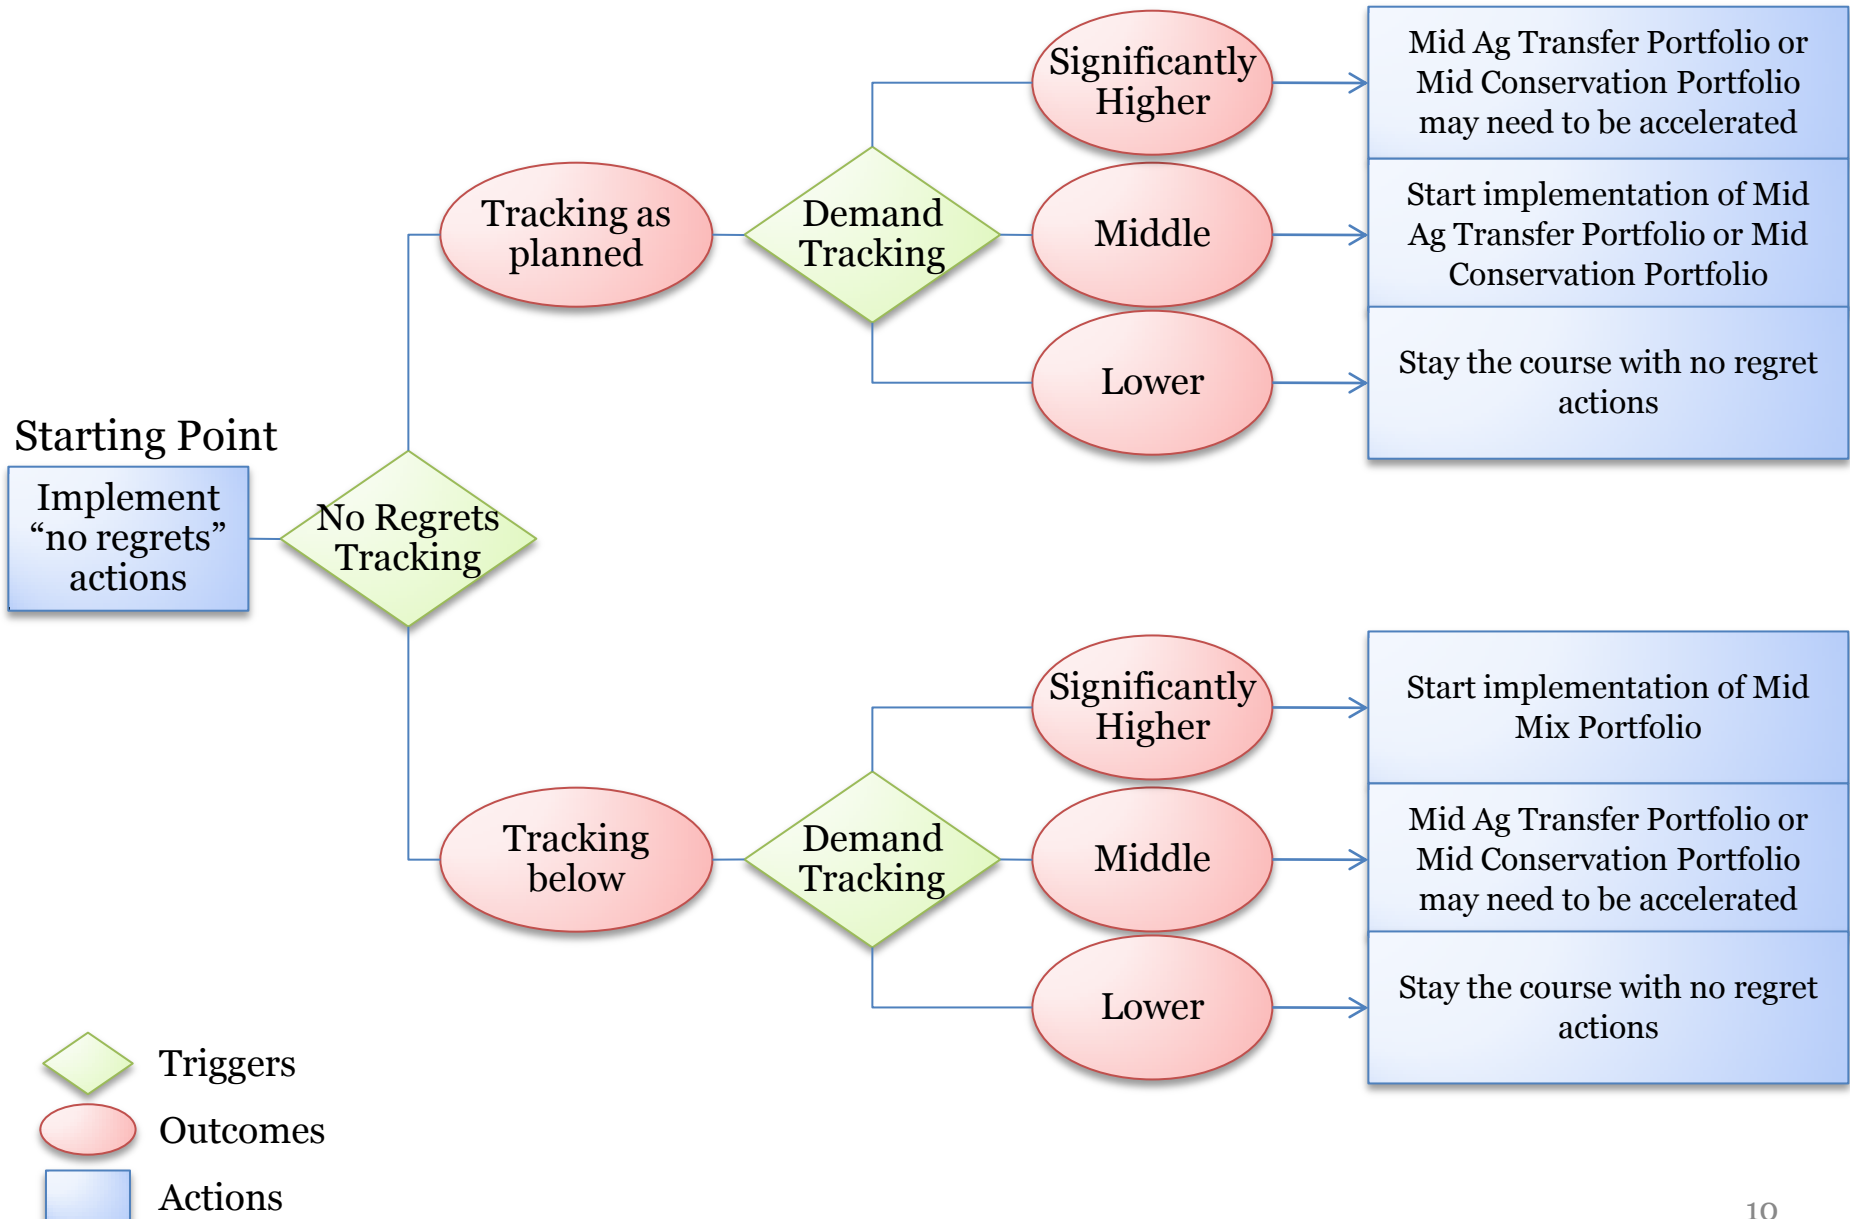 Significantly
Higher
Mid Ag Transfer Portfolio or
Mid Conservation Portfolio
may need to be accelerated
Tracking as
planned
Demand
Tracking
Middle
Start implementation of Mid
Ag Transfer Portfolio or Mid
Conservation Portfolio
Lower
Stay the course with no regret
actions
Starting Point
Implement
“no regrets”
actions
No Regrets
Tracking
Significantly
Higher
Start implementation of Mid
Mix Portfolio
Tracking
below
Demand
Tracking
Middle
Mid Ag Transfer Portfolio or
Mid Conservation Portfolio
may need to be accelerated
Lower
Stay the course with no regret
actions
Triggers
Outcomes
Actions
19